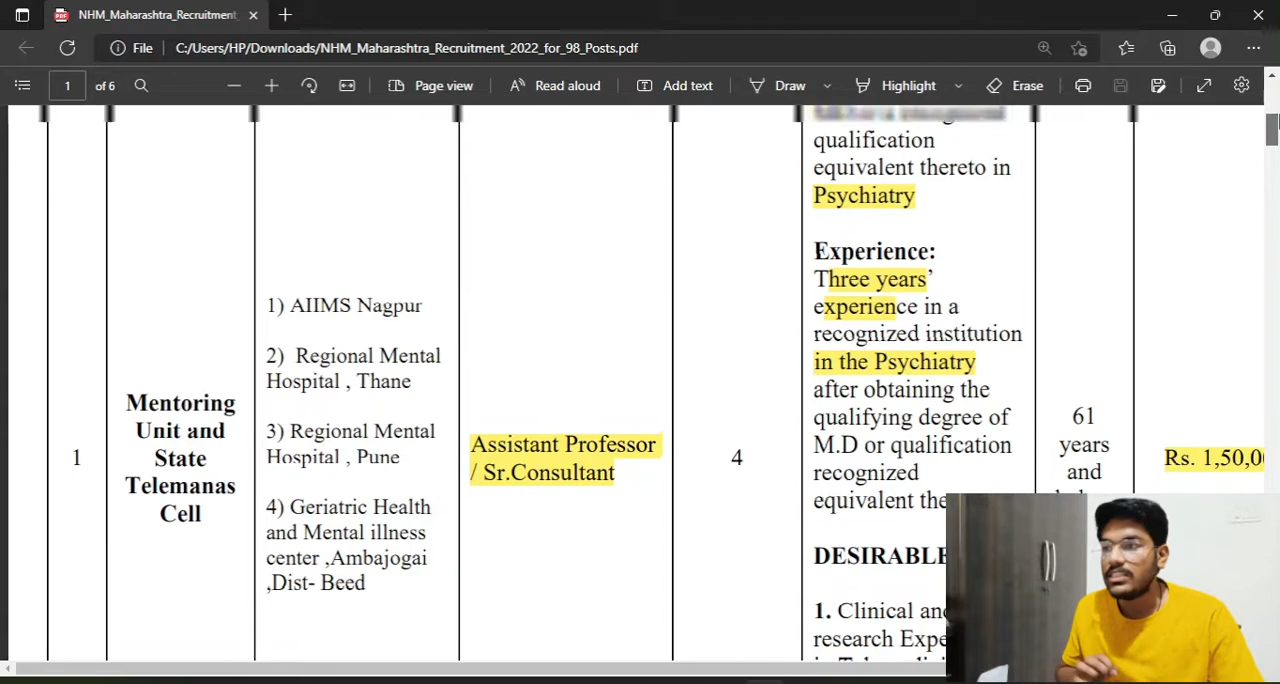 NHM_Maharashtra_Recruitment_
File
C:/Users/HP/Downloads/NHM_Maharashtra_Recruitment_2022_for_98_Posts.pdf
1 of 6
Page view
Read aloud
Add text
Draw
Highlight
Erase
1
Mentoring
Unit and
State
Telemanas
Cell
1) AIIMS Nagpur
2) Regional Mental
Hospital , Thane
3) Regional Mental
Hospital , Pune
4) Geriatric Health
and Mental illness
center ,Ambajogai
,Dist- Beed
Assistant Professor
/ Sr.Consultant
4
qualification
equivalent thereto in
Psychiatry
Experience:
Three years’
experience in a
recognized institution
in the Psychiatry
after obtaining the
qualifying degree of
M.D or qualification
recognized
equivalent the
DESIRABLE
1. Clinical and
research Expe
61
years
and
Rs. 1,50,0